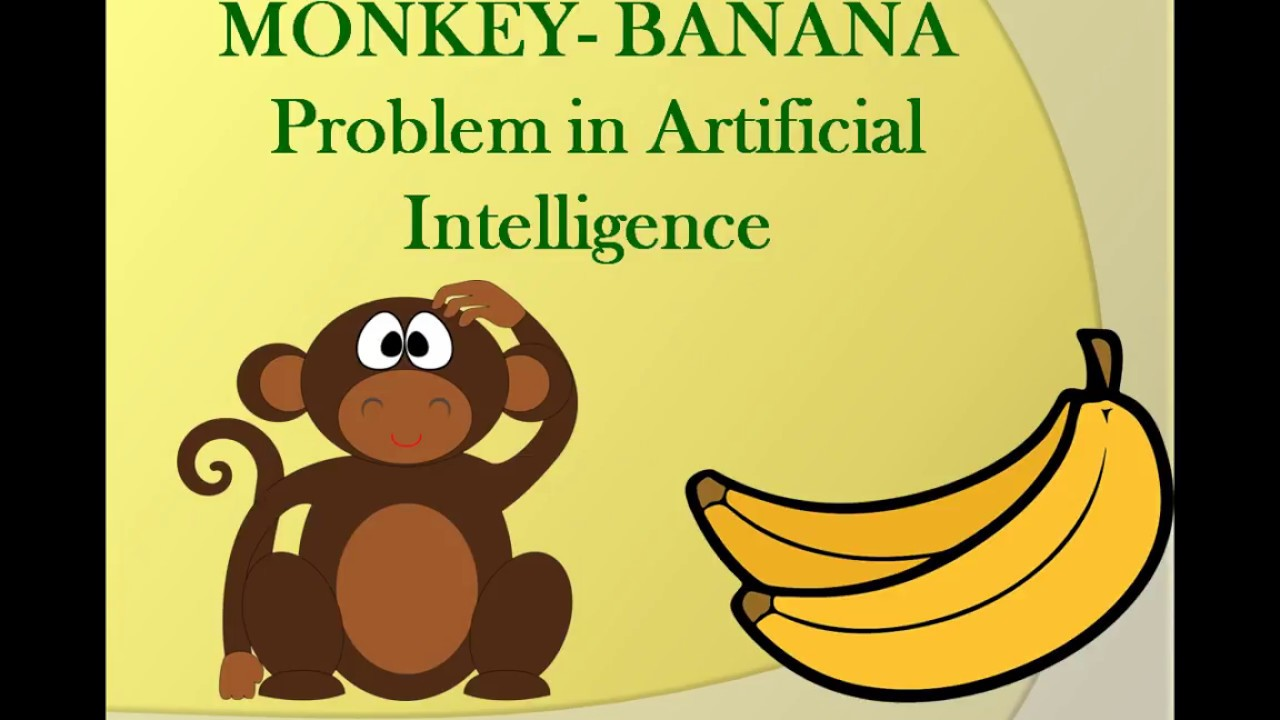 MONKEY- BANANA
Problem in Artificial
Intelligence